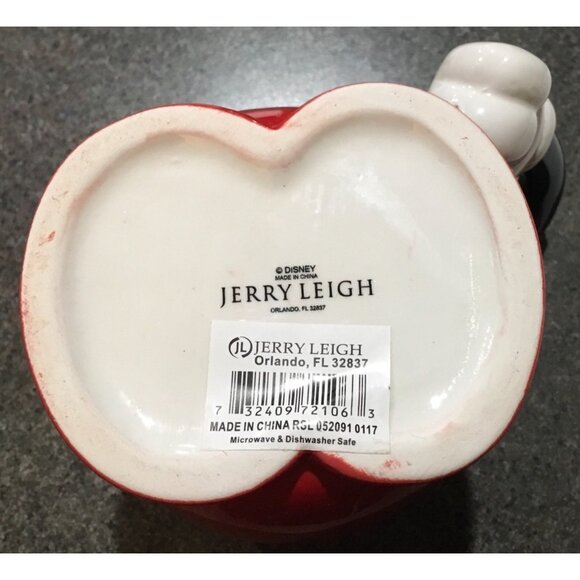 © DISNEY
MADE IN CHINA
JERRY LEIGH
ORLANDO, FL 32837
JL JERRY LEIGH
Orlando, FL 32837
7 32409 72106 3
MADE IN CHINA RSL 052091 0117
Microwave & Dishwasher Safe